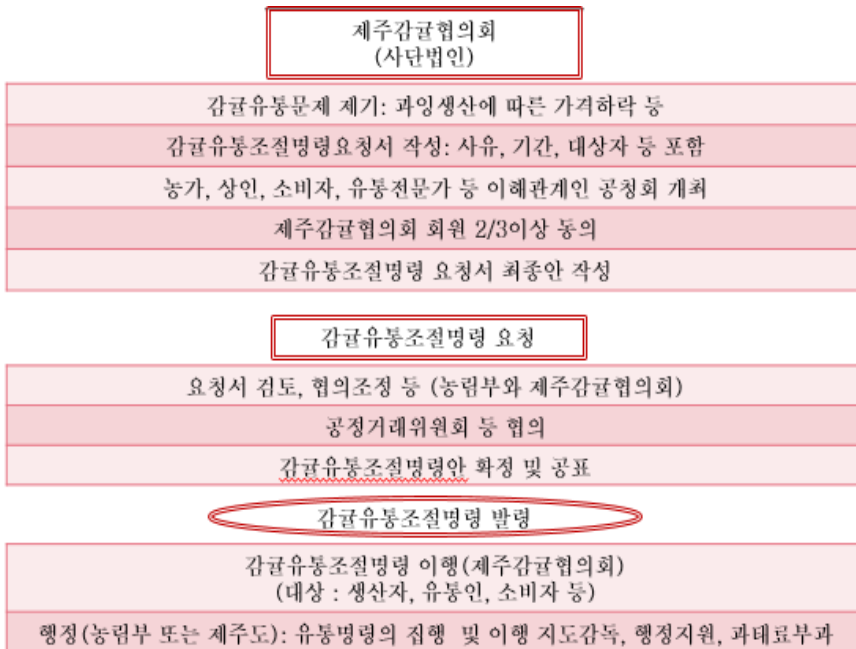 제주감귤협의회
(사단법인)
감귤유통문제 제기: 과잉생산에 따른 가격하락 등
감귤유통조절명령요청서 작성: 사유, 기간, 대상자 등 포함
농가, 상인, 소비자, 유통전문가 등 이해관계인 공청회 개최
제주감귤협의회 회원 2/3이상 동의
감귤유통조절명령 요청서 최종안 작성
감귤유통조절명령 요청
요청서 검토, 협의조정 등 (농림부와 제주감귤협의회)
공정거래위원회 등 협의
감귤유통조절명령안 확정 및 공표
감귤유통조절명령 발령
감귤유통조절명령 이행(제주감귤협의회)
(대상 : 생산자, 유통인, 소비자 등)
행정(농림부 또는 제주도): 유통명령의 집행 및 이행 지도감독, 행정지원, 과태료부과